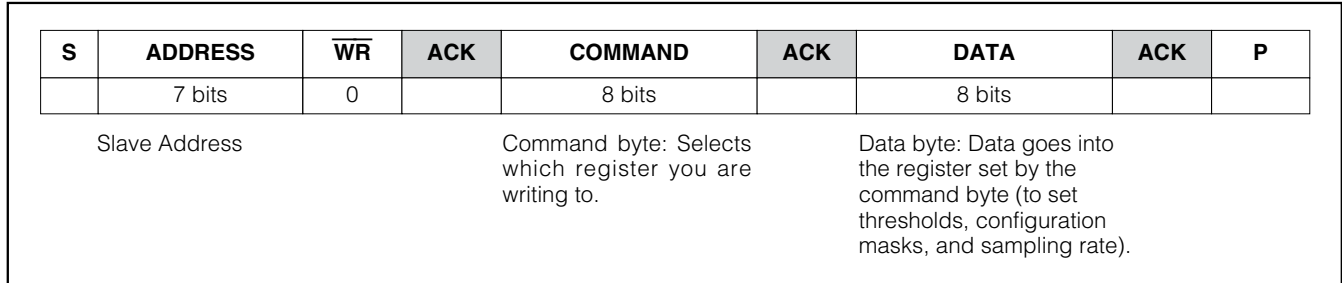 S ADDRESS WR ACK COMMAND ACK DATA ACK P
7 bits 0 8 bits 8 bits
Slave Address
Command byte: Selects
which register you are
writing to.
Data byte: Data goes into
the register set by the
command byte (to set
thresholds, configuration
masks, and sampling rate).